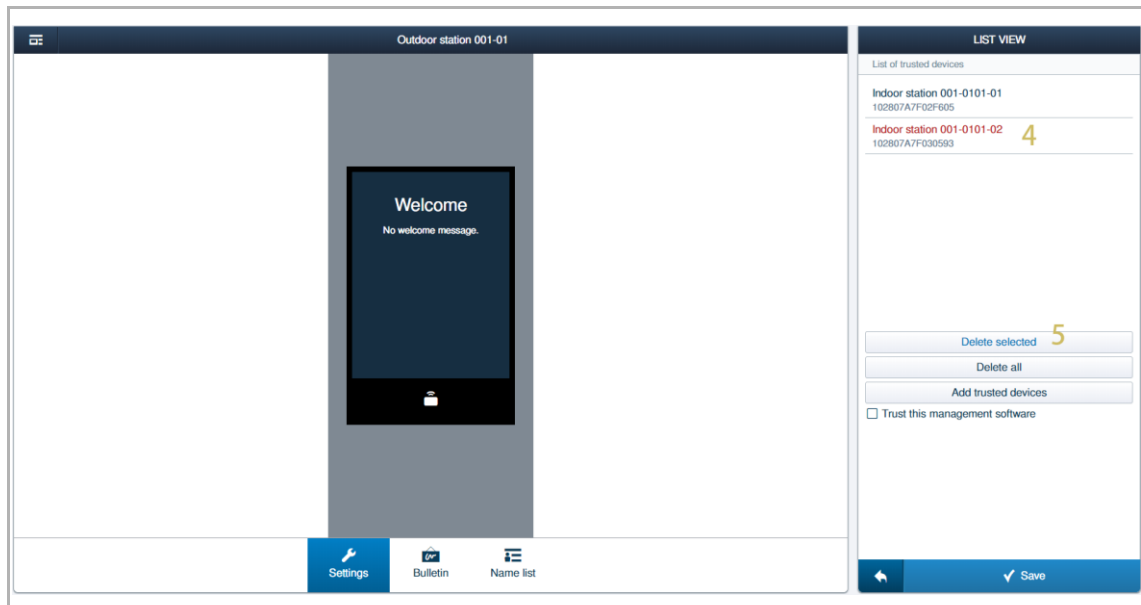 Outdoor station 001-01
Welcome
No welcome message.
Settings
Bulletin
Name list
LIST VIEW
List of trusted devices
Indoor station 001-0101-01
102807A7F02F605
Indoor station 001-0101-02
4
102807A7F030593
Delete selected
5
Delete all
Add trusted devices
Trust this management software
Save